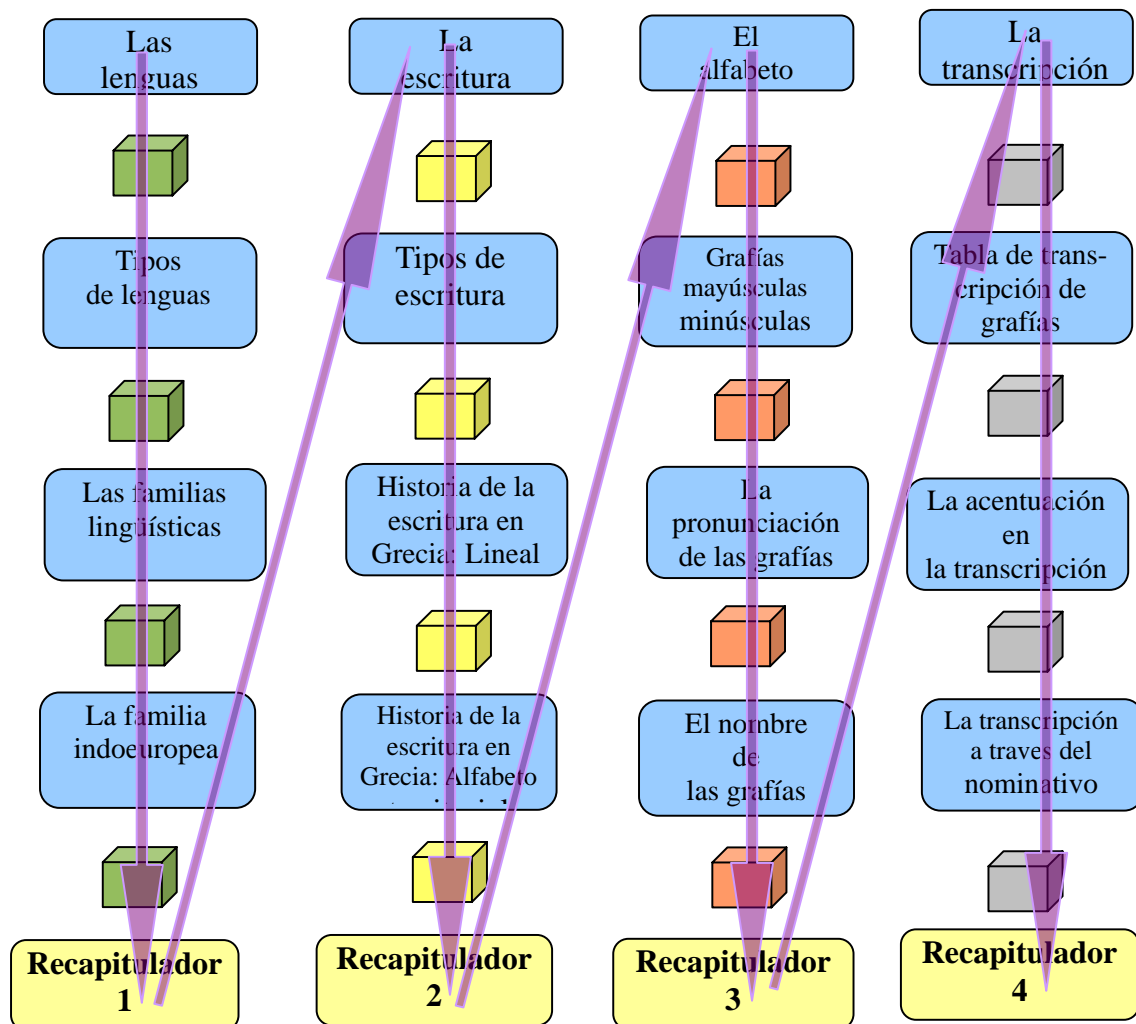 Las
lenguas
Tipos
de lenguas
Las familias
lingüísticas
La familia
indoeuropea
Recapitulador
1
La
escritura
Tipos de
escritura
Historia de la
escritura en
Grecia: Lineal
Historia de la
escritura en
Grecia: Alfabeto
Recapitulador
2
El
alfabeto
Grafías
mayúsculas
minúsculas
La
pronunciación
de las grafías
El nombre
de
las grafías
Recapitulador
3
La
transcripción
Tabla de trans-
cripción de
grafías
La acentuación
en
la transcripción
La transcripción
a traves del
nominativo
Recapitulador
4